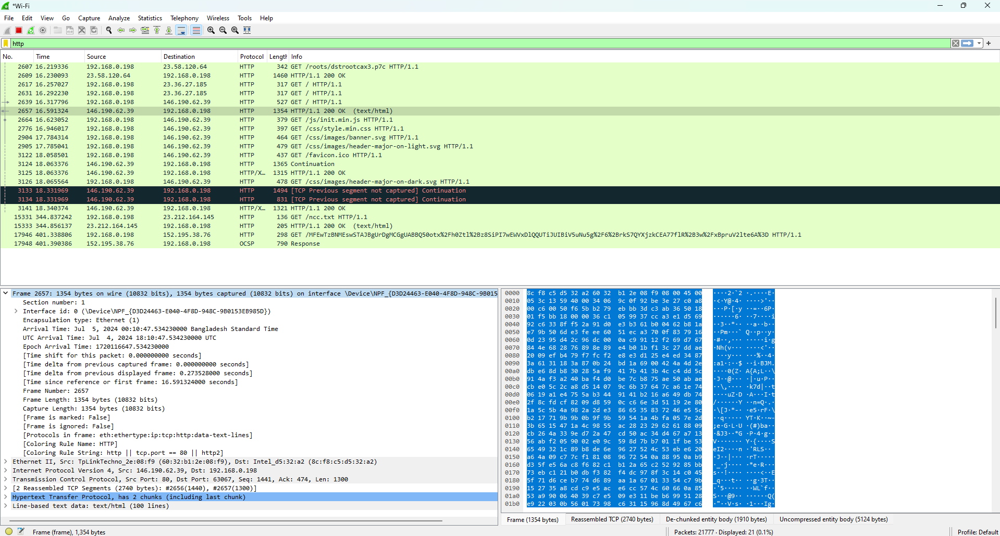 *Wi-Fi
File Edit View Go Capture Analyze Statistics Telephony Wireless Tools Help
http
No. Time Source Destination Protocol Length Info
2607 16.219336 192.168.0.198 23.58.120.64 HTTP 342 GET /roots/dstrootcax3.p7c HTTP/1.1
2609 16.230093 23.58.120.64 192.168.0.198 HTTP 1460 HTTP/1.1 200 OK
2617 16.257027 192.168.0.198 23.36.27.185 HTTP 317 GET / HTTP/1.1
2631 16.292230 192.168.0.198 23.36.27.185 HTTP 317 GET / HTTP/1.1
2639 16.317796 192.168.0.198 146.190.62.39 HTTP 527 GET / HTTP/1.1
2657 16.591324 146.190.62.39 192.168.0.198 HTTP 1354 HTTP/1.1 200 OK (text/html)
2664 16.623052 192.168.0.198 146.190.62.39 HTTP 379 GET /js/init.min.js HTTP/1.1
2776 16.946017 192.168.0.198 146.190.62.39 HTTP 397 GET /css/style.min.css HTTP/1.1
2904 17.784314 192.168.0.198 146.190.62.39 HTTP 464 GET /css/images/banner.svg HTTP/1.1
2905 17.785041 192.168.0.198 146.190.62.39 HTTP 479 GET /css/images/header-major-on-light.svg HTTP/1.1
3122 18.058501 192.168.0.198 146.190.62.39 HTTP 437 GET /favicon.ico HTTP/1.1
3124 18.063376 146.190.62.39 192.168.0.198 HTTP 1365 Continuation
3125 18.063376 146.190.62.39 192.168.0.198 HTTP/X… 1315 HTTP/1.1 200 OK
3126 18.065564 192.168.0.198 146.190.62.39 HTTP 478 GET /css/images/header-major-on-dark.svg HTTP/1.1
3133 18.331969 146.190.62.39 192.168.0.198 HTTP 1494 [TCP Previous segment not captured] Continuation
3134 18.331969 146.190.62.39 192.168.0.198 HTTP 831 [TCP Previous segment not captured] Continuation
3141 18.340374 146.190.62.39 192.168.0.198 HTTP/X… 1321 HTTP/1.1 200 OK
15331 344.837242 192.168.0.198 23.212.164.145 HTTP 136 GET /ncc.txt HTTP/1.1
15333 344.856137 23.212.164.145 192.168.0.198 HTTP 205 HTTP/1.1 200 OK (text/html)
17946 401.338806 192.168.0.198 152.195.38.76 HTTP 298 GET /MFEwTzBNMEswSTAJBgUrDgMCGgUABBQ50otx%2Fh0Ztl%2Bz8SiPI7wEWVxDlQQUTiJUIBiV5uNu5g%2F6%2BrkS7QYXjzkCEA77flR%2B3w%2FxBpruV2lte6A%3D HTTP/1.1
17948 401.390386 152.195.38.76 192.168.0.198 OCSP 790 Response
Frame 2657: 1354 bytes on wire (10832 bits), 1354 bytes captured (10832 bits) on interface \Device\NPF_{D3D24463-E040-4F8D-948C-9B015
Section number: 1
Interface id: 0 (\Device\NPF_{D3D24463-E040-4F8D-948C-9B0153EB985D})
Encapsulation type: Ethernet (1)
Arrival Time: Jul 5, 2024 00:10:47.534230000 Bangladesh Standard Time
UTC Arrival Time: Jul 4, 2024 18:10:47.534230000 UTC
Epoch Arrival Time: 1720116647.534230000
[Time shift for this packet: 0.000000000 seconds]
[Time delta from previous captured frame: 0.000000000 seconds]
[Time delta from previous displayed frame: 0.273528000 seconds]
[Time since reference or first frame: 16.591324000 seconds]
Frame Number: 2657
Frame Length: 1354 bytes (10832 bits)
Capture Length: 1354 bytes (10832 bits)
[Frame is marked: False]
[Frame is ignored: False]
[Protocols in frame: eth:ethertype:ip:tcp:http:data-text-lines]
[Coloring Rule Name: HTTP]
[Coloring Rule String: http || tcp.port == 80 || http2]
Ethernet II, Src: TpLinkTechno_2e:08:f9 (60:32:b1:2e:08:f9), Dst: Intel_d5:32:a2 (8c:f8:c5:d5:32:a2)
Internet Protocol Version 4, Src: 146.190.62.39, Dst: 192.168.0.198
Transmission Control Protocol, Src Port: 80, Dst Port: 63067, Seq: 1441, Ack: 474, Len: 1300
[2 Reassembled TCP Segments (2740 bytes): #2656(1440), #2657(1300)]
Hypertext Transfer Protocol, has 2 chunks (including last chunk)
Line-based text data: text/html (100 lines)
0000 8c f8 c5 d5 32 a2 60 32 b1 2e 08 f9 08 00 45 00
0010 05 3c 13 59 40 00 34 06 9c 0f 92 be 3e 27 c0 a8
0020 00 c6 00 50 f6 5b b2 79 eb bb 3d c3 ab 36 50 18
0030 01 f5 bb 18 00 00 36 c1 05 99 37 cc a3 e1 d5 69
0040 92 c6 33 8f f5 2a 91 d0 e3 b3 61 b0 04 62 b8 1a
0050 e7 9b 50 6d e3 fe ee 60 51 ec a3 70 0f 83 79 16
0060 0d 23 95 d4 2c 96 dc 00 0a c9 91 12 f2 69 d7 67
0070 84 4e 68 28 76 89 8e 89 e4 b0 1b f1 3c 27 dd ae
0080 20 09 ef b4 79 f7 fc f2 e8 e3 d1 25 e4 ed 34 87
0090 3a 61 31 18 3a 87 0b 24 bd 1a 69 00 42 4a 4d 2e
00a0 db e6 8d b8 30 28 5a f9 41 7b 41 3b 4c c4 dd 5c
00b0 91 4a f3 a2 40 ba f4 d0 be 7c b8 75 ae 50 ab ae
00c0 cb e0 5c 2c a8 d5 14 07 9c 6b 37 64 7c a6 1e 74
00d0 06 19 a1 e4 75 5a b3 44 91 41 b2 16 a6 49 db 74
00e0 2f 8c fd cf 82 09 d8 59 0c c6 6e 3d 51 19 2e 80
00f0 1a 5c 5b 4a 98 2a 2d e3 86 65 35 83 72 46 e5 5c
0100 b2 17 71 9b 9b 0b 9f 9b 59 54 1a 4b fa 05 7e 2d
0110 3b 65 15 47 1a 4c 98 55 ac 28 23 29 62 61 88 09
0120 cb 26 4a 33 9e d7 2a 47 cd 50 ac 34 d4 67 a7 13
0130 56 ab f2 05 90 02 e0 9c 59 8d 7b b7 01 1f be 53
0140 65 49 32 1c 89 b8 de 6e 96 27 52 4c 53 eb e6 20
0150 a6 4a 09 c7 7c f1 81 08 96 72 54 0a 88 95 0a b9
0160 d3 5f e5 6a c8 f6 82 c1 b1 2a 65 c2 52 92 85 bb
0170 73 eb c1 21 b0 db f3 82 f4 dc 97 8f 3c 14 c0 45
0180 5f 71 d6 ce b7 74 d6 89 aa 1a 67 01 33 54 c7 9b
0190 15 27 35 a8 cd c9 e5 ac e6 cc 57 4c 60 66 0a 85
01a0 53 a9 90 06 40 39 c7 e5 09 e3 11 be b6 99 51 28
01b0 e9 22 03 0b 56 01 73 98 c6 31 15 96 8d 49 67 c6
Frame (1354 bytes) Reassembled TCP (2740 bytes) De-chunked entity body (1910 bytes) Uncompressed entity body (5124 bytes)
Frame (frame), 1,354 bytes Packets: 21777 · Displayed: 21 (0.1%) Profile: Default